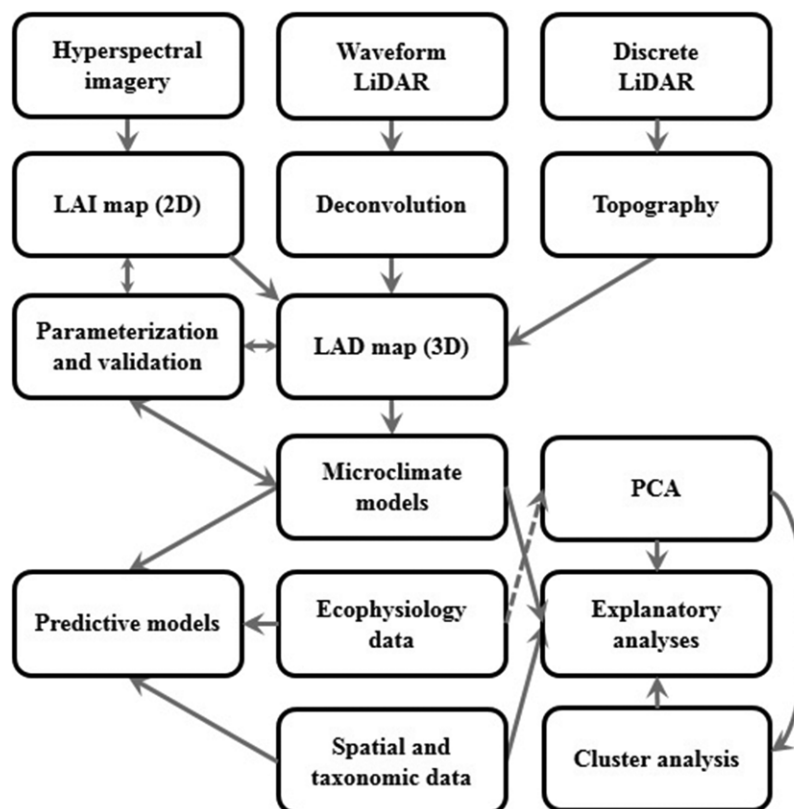 Hyperspectral
imagery
Waveform
LiDAR
Discrete
LiDAR
LAI map (2D)
Deconvolution
Topography
Parameterization
and validation
LAD map (3D)
Microclimate
models
PCA
Predictive models
Ecophysiology
data
Explanatory
analyses
Spatial and
taxonomic data
Cluster analysis